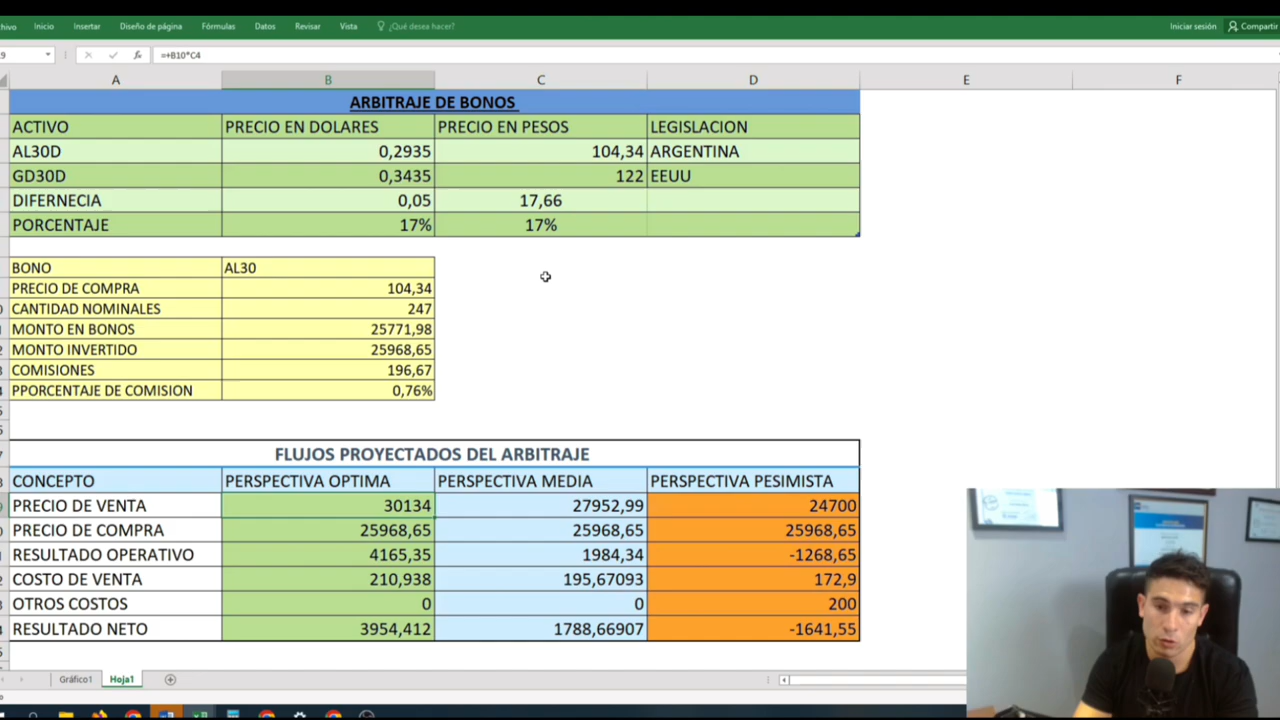 Inicio Insertar Diseño de página Fórmulas Datos Revisar Vista ¿Qué desea hacer? Iniciar sesión Compartir
=+B10*C4
A B C D E F
ARBITRAJE DE BONOS
ACTIVO PRECIO EN DOLARES PRECIO EN PESOS LEGISLACION
AL30D 0,2935 104,34 ARGENTINA
GD30D 0,3435 122 EEUU
DIFERNECIA 0,05 17,66
PORCENTAJE 17% 17%
BONO AL30
PRECIO DE COMPRA 104,34
CANTIDAD NOMINALES 247
MONTO EN BONOS 25771,98
MONTO INVERTIDO 25968,65
COMISIONES 196,67
PPORCENTAJE DE COMISION 0,76%
FLUJOS PROYECTADOS DEL ARBITRAJE
CONCEPTO PERSPECTIVA OPTIMA PERSPECTIVA MEDIA PERSPECTIVA PESIMISTA
PRECIO DE VENTA 30134 27952,99 24700
PRECIO DE COMPRA 25968,65 25968,65 25968,65
RESULTADO OPERATIVO 4165,35 1984,34 -1268,65
COSTO DE VENTA 210,938 195,67093 172,9
OTROS COSTOS 0 0 200
RESULTADO NETO 3954,412 1788,66907 -1641,55
Gráfico1 Hoja1